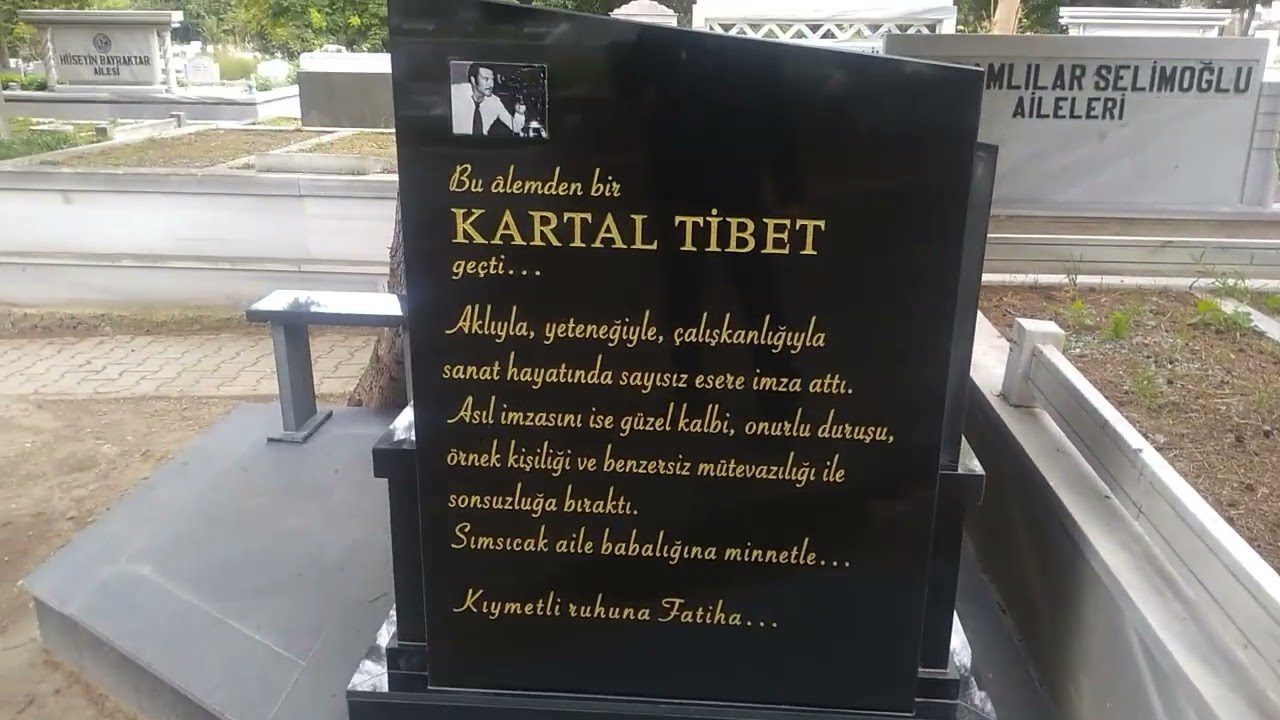 HÜSEYİN BAYRAKTAR
AİLESİ
AMLILAR SELİMOĞLU
AİLELERİ
Bu âlemden bir
KARTAL TİBET
geçti...
Aklıyla, yeteneğiyle, çalışkanlığıyla
sanat hayatında sayısız esere imza attı.
Asıl imzasını ise güzel kalbi, onurlu duruşu,
örnek kişiliği ve benzersiz mütevazılığı ile
sonsuzluğa bıraktı.
Sımsıcak aile babalığına minnetle...
Kıymetli ruhuna Fatiha...